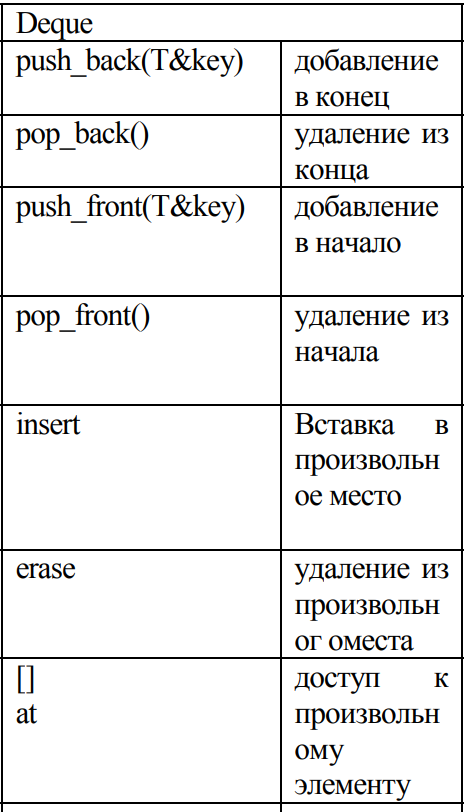 Deque
push_back(T&key)
добавление
в конец
pop_back()
удаление из
конца
push_front(T&key)
добавление
в начало
pop_front()
удаление из
начала
insert
Вставка в
произвольн
ое место
erase
удаление из
произвольн
ог оместа
[]
at
доступ к
произвольн
ому
элементу